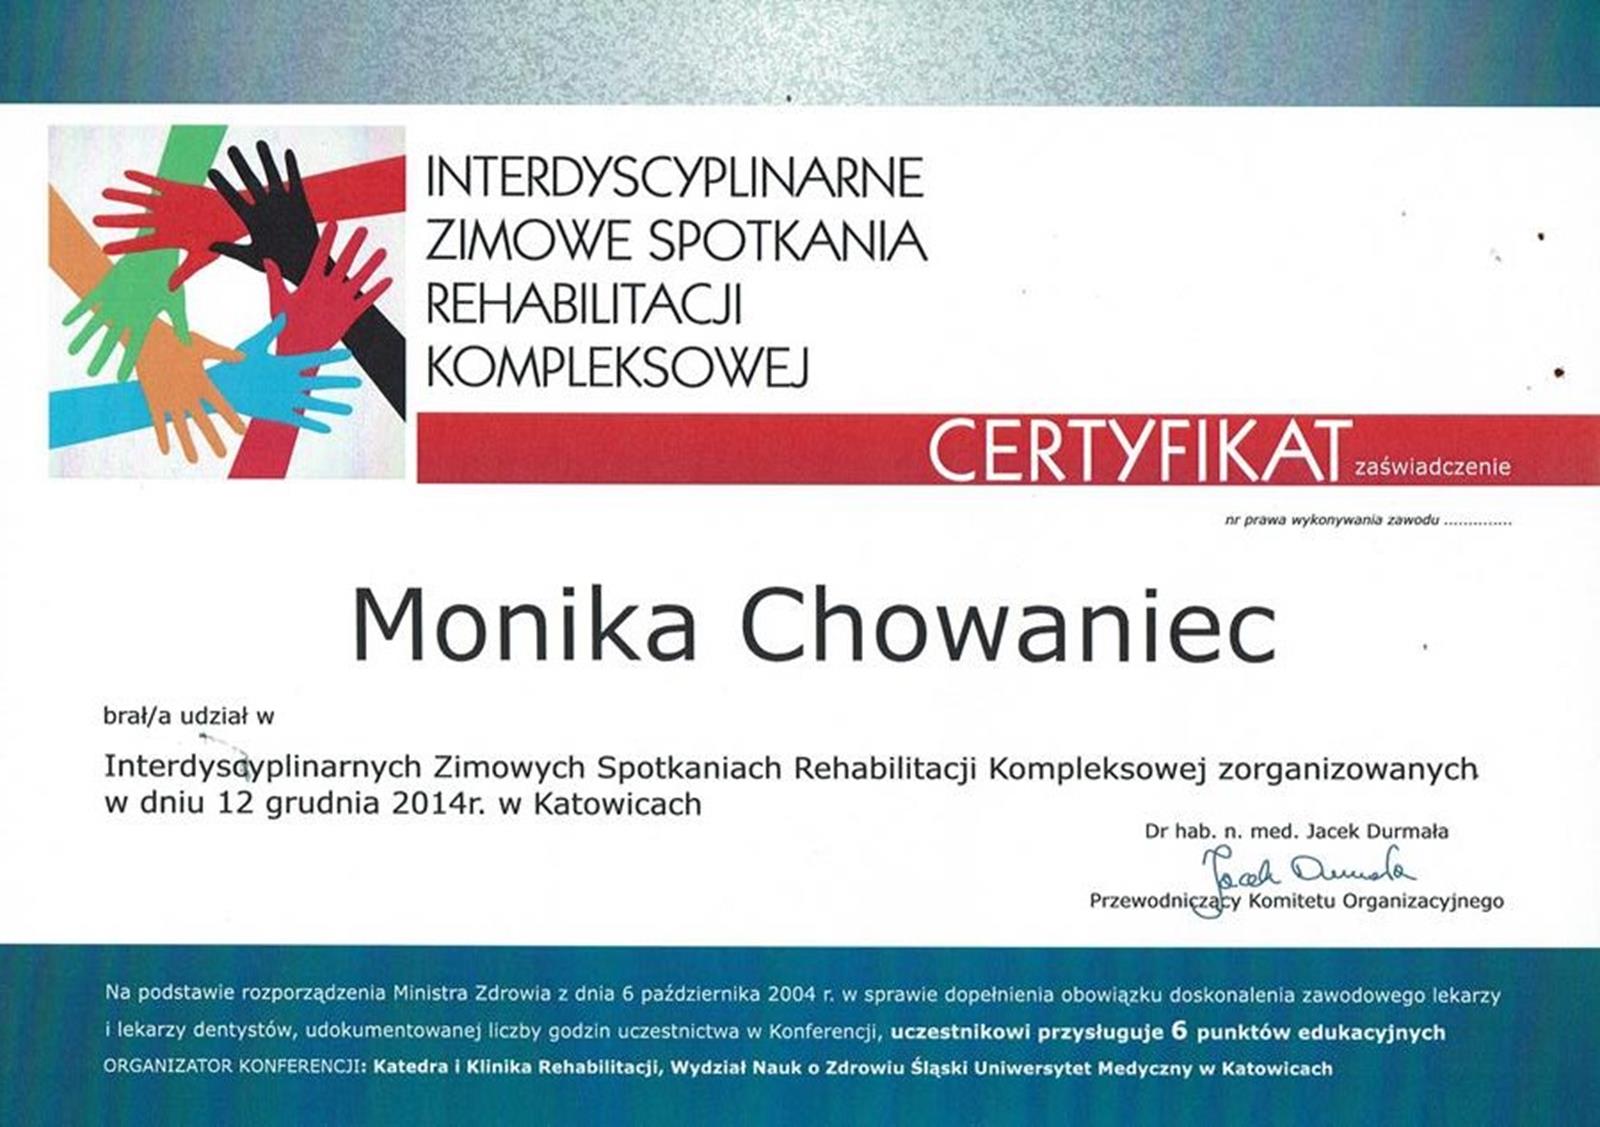 INTERDYSCYPLINARNE
ZIMOWE SPOTKANIA
REHABILITACJI
KOMPLEKSOWEJ
CERTYFIKAT zaświadczenie
nr prawa wykonywania zawodu ..............
Monika Chowaniec
brał/a udział w
Interdyscyplinarnych Zimowych Spotkaniach Rehabilitacji Kompleksowej zorganizowanych
w dniu 12 grudnia 2014r. w Katowicach
Dr hab. n. med. Jacek Durmała
Jacek Durmała
Przewodniczący Komitetu Organizacyjnego
Na podstawie rozporządzenia Ministra Zdrowia z dnia 6 października 2004 r. w sprawie dopełnienia obowiązku doskonalenia zawodowego lekarzy
i lekarzy dentystów, udokumentowanej liczby godzin uczestnictwa w Konferencji, uczestnikowi przysługuje 6 punktów edukacyjnych
ORGANIZATOR KONFERENCJI: Katedra i Klinika Rehabilitacji, Wydział Nauk o Zdrowiu Śląski Uniwersytet Medyczny w Katowicach